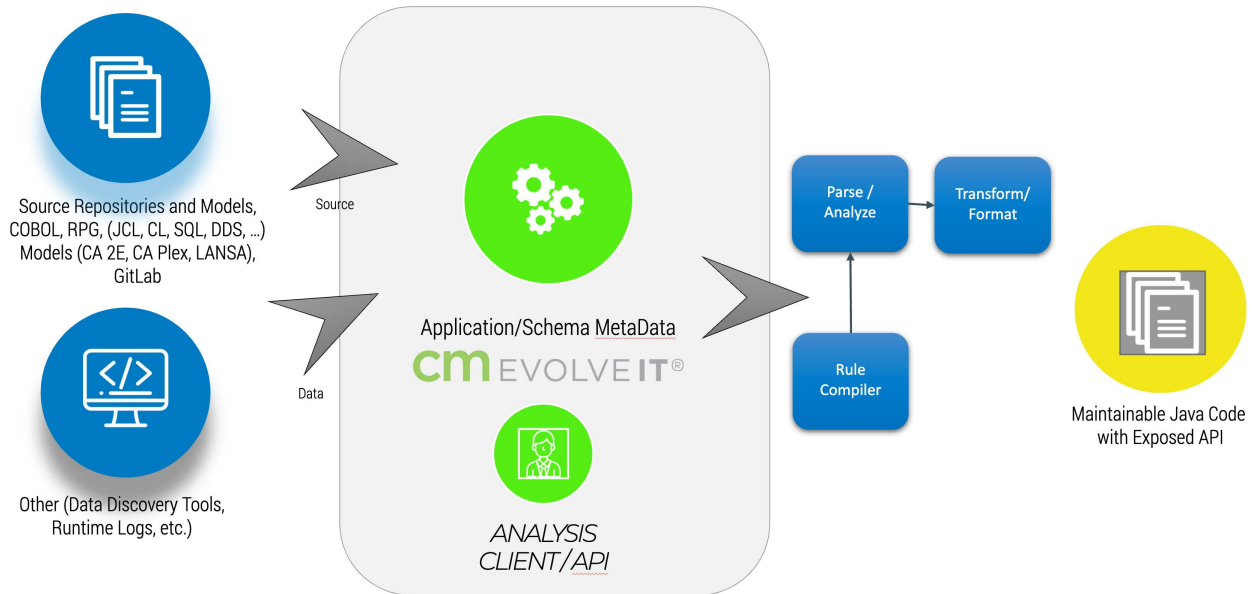 Source Repositories and Models,
COBOL, RPG, (JCL, CL, SQL, DDS, ...)
Models (CA 2E, CA Plex, LANSA),
GitLab
Source
Other (Data Discovery Tools,
Runtime Logs, etc.)
Data
Application/Schema MetaData
cm EVOLVE IT®
ANALYSIS
CLIENT/API
Parse /
Analyze
Transform/
Format
Rule
Compiler
Maintainable Java Code
with Exposed API